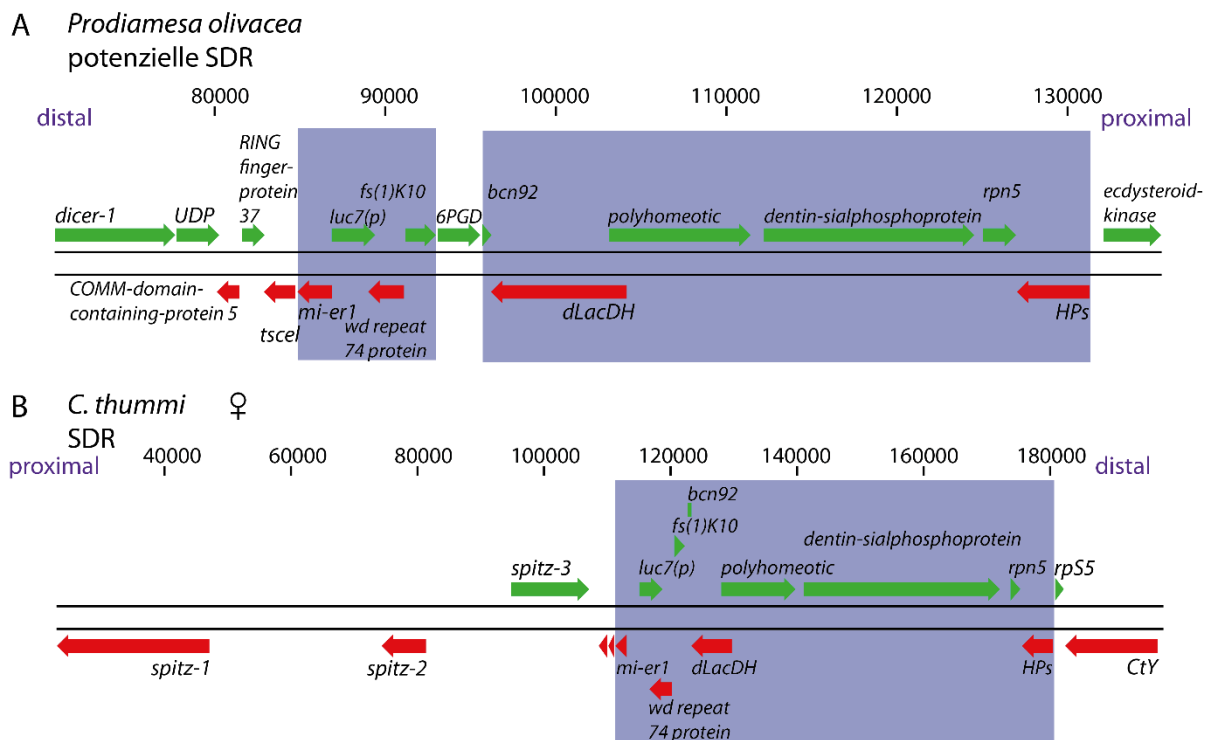 A Prodiamesa olivacea
potenzielle SDR
80000 90000 100000 110000 120000 130000
distal proximal
RING
finger-
protein
37
fs(1)K10
bcn92
rpn5
ecdysteroid-
kinase
dicer-1 UDP luc7(p) 6PGD polyhomeotic dentin-sialphosphoprotein
COMM-domain-
containing-protein 5
tscel
mi-er1
wd repeat
74 protein
dLacDH
HPs
B C. thummi ♀
SDR
proximal distal
40000 60000 80000 100000 120000 140000 160000 180000
bcn92
fs(1)K10
dentin-sialphosphoprotein
spitz-3 luc7(p) polyhomeotic rpn5 rpS5
spitz-1 spitz-2 mi-er1 dLacDH HPs CtY
wd repeat
74 protein